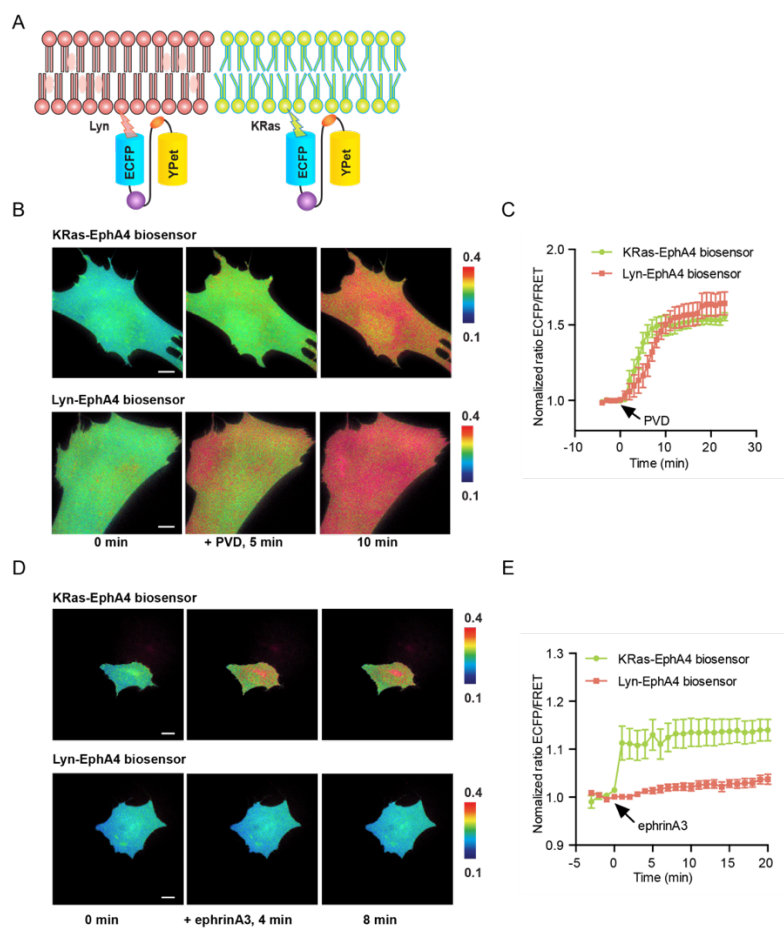 A
Lyn
ECFP
YPet
KRas
ECFP
YPet
B
KRas-EphA4 biosensor
0.4
0.1
Lyn-EphA4 biosensor
0.4
0.1
0 min
+ PVD, 5 min
10 min
C
Normalized ratio ECFP/FRET
2.0
1.5
1.0
KRas-EphA4 biosensor
Lyn-EphA4 biosensor
PVD
-10
0
10
20
30
Time (min)
D
KRas-EphA4 biosensor
0.4
0.1
Lyn-EphA4 biosensor
0.4
0.1
0 min
+ ephrinA3, 4 min
8 min
E
Normalized ratio ECFP/FRET
1.3
1.2
1.1
1.0
0.9
KRas-EphA4 biosensor
Lyn-EphA4 biosensor
ephrinA3
-5
0
5
10
15
20
Time (min)